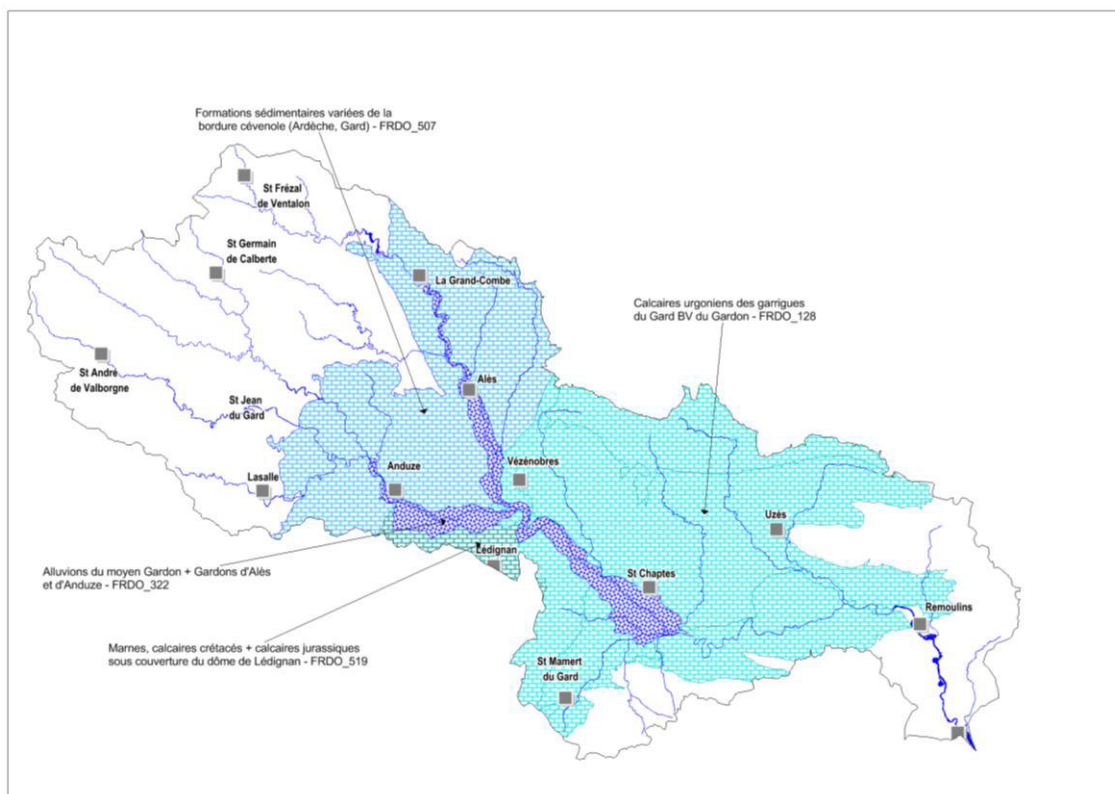 Formations sédimentaires variées de la
bordure cévenole (Ardèche, Gard) - FRDO_507
St Frézal
de Ventalon
St Germain
de Calberte
La Grand-Combe
Calcaires urgoniens des garrigues
du Gard BV du Gardon - FRDO_128
St André
de Valborgne
Alès
St Jean
du Gard
Anduze
Vézénobres
Lasalle
Uzès
Lédignan
Alluvions du moyen Gardon + Gardons d'Alès
et d'Anduze - FRDO_322
St Chaptes
Remoulins
Marnes, calcaires crétacés + calcaires jurassiques
sous couverture du dôme de Lédignan - FRDO_519
St Mamert
du Gard